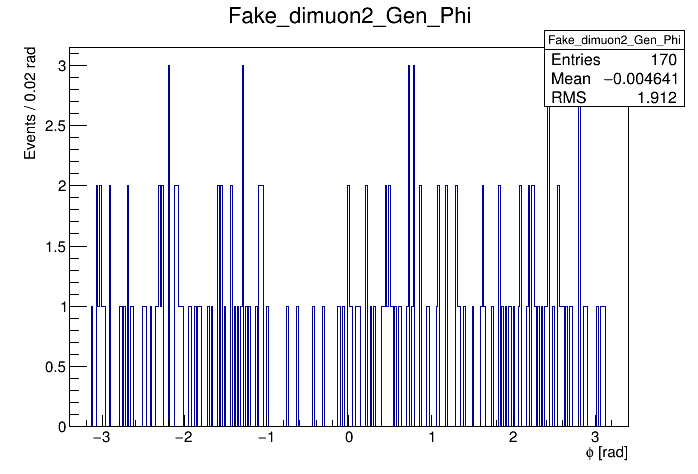 Fake_dimuon2_Gen_Phi
Fake_dimuon2_Gen_Phi
Entries 170
Mean −0.004641
RMS 1.912
Events / 0.02 rad
3
2.5
2
1.5
1
0.5
0
−3 −2 −1 0 1 2 3
ϕ [rad]